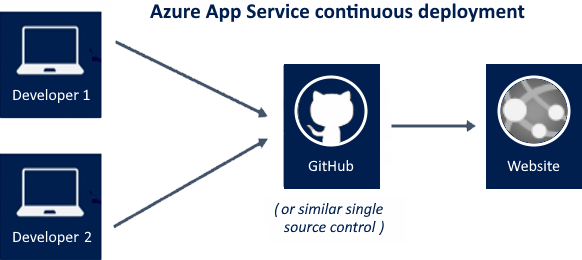 Azure App Service continuous deployment
Developer 1
GitHub
Website
Developer 2
( or similar single
source control )